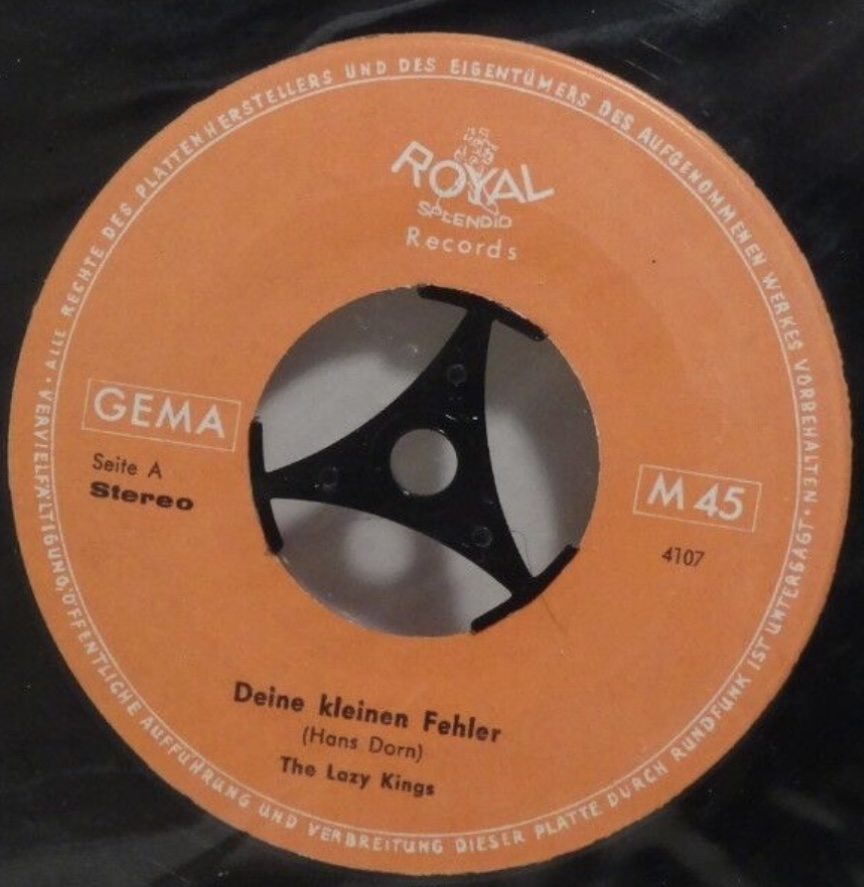 ALLE RECHTE DES PLATTENHERSTELLERS UND DES EIGENTÜMERS DES AUFGENOMMENEN WERKES VORBEHALTEN ·
VERVIELFÄLTIGUNG, ÖFFENTLICHE AUFFÜHRUNG UND VERBREITUNG DIESER PLATTE DURCH RUNDFUNK IST UNTERSAGT ·
ROYAL
SPLENDID
Records
GEMA
Seite A
Stereo
M 45
4107
Deine kleinen Fehler
(Hans Dorn)
The Lazy Kings